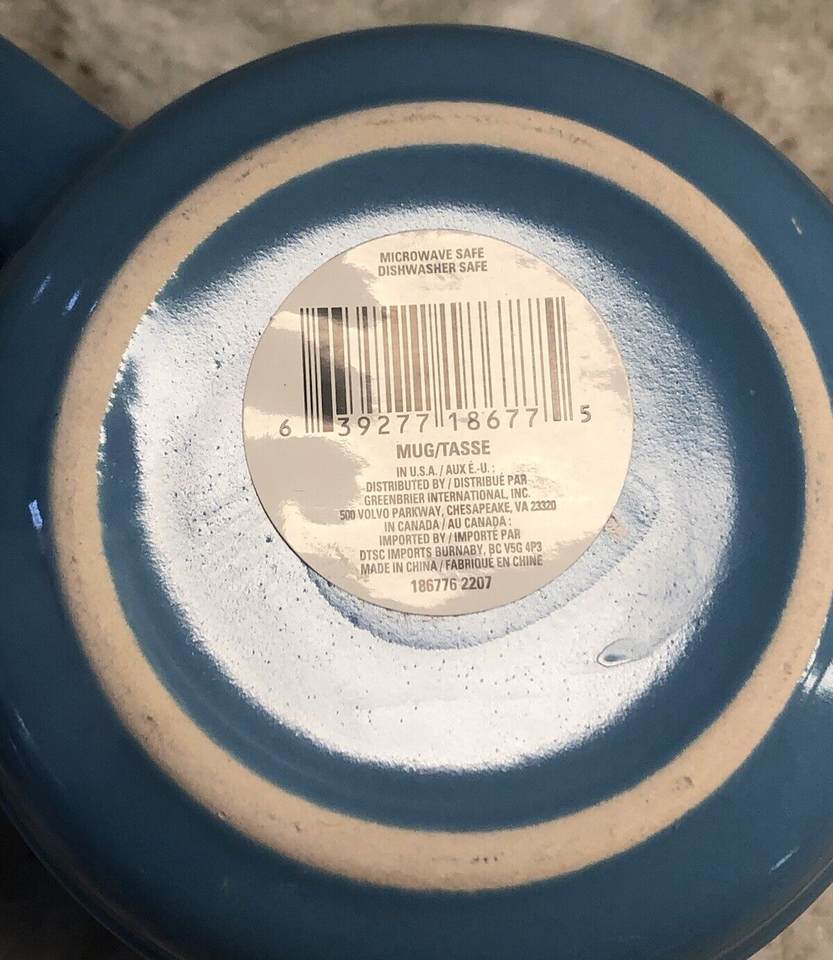 MICROWAVE SAFE
DISHWASHER SAFE
6 39277 18677 5
MUG/TASSE
IN U.S.A. / AUX É.-U. :
DISTRIBUTED BY / DISTRIBUÉ PAR
GREENBRIER INTERNATIONAL, INC.
500 VOLVO PARKWAY, CHESAPEAKE, VA 23320
IN CANADA / AU CANADA :
IMPORTED BY / IMPORTÉ PAR
DTSC IMPORTS BURNABY, BC V5G 4P3
MADE IN CHINA / FABRIQUÉ EN CHINE
186776 2207